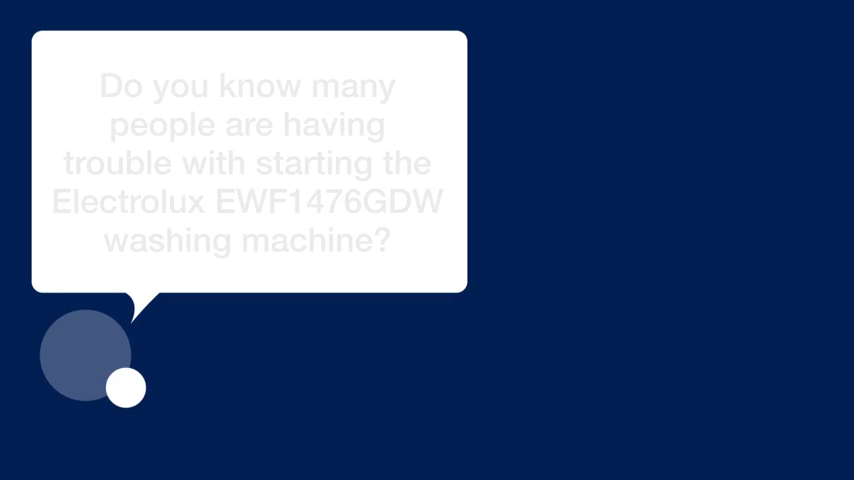 Do you know many
people are having
trouble with starting the
Electrolux EWF1476GDW
washing machine?